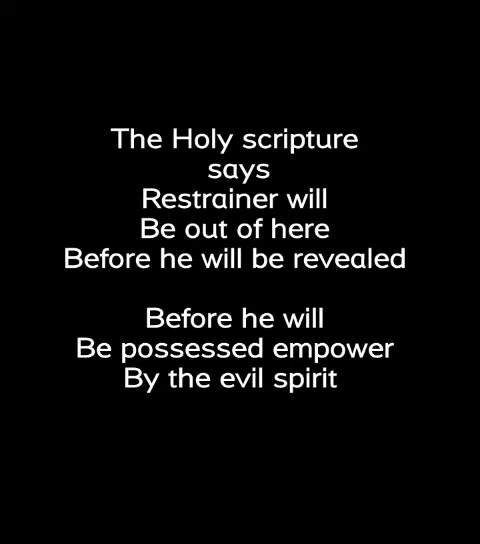 The Holy scripture
says
Restrainer will
Be out of here
Before he will be revealed
Before he will
Be possessed empower
By the evil spirit